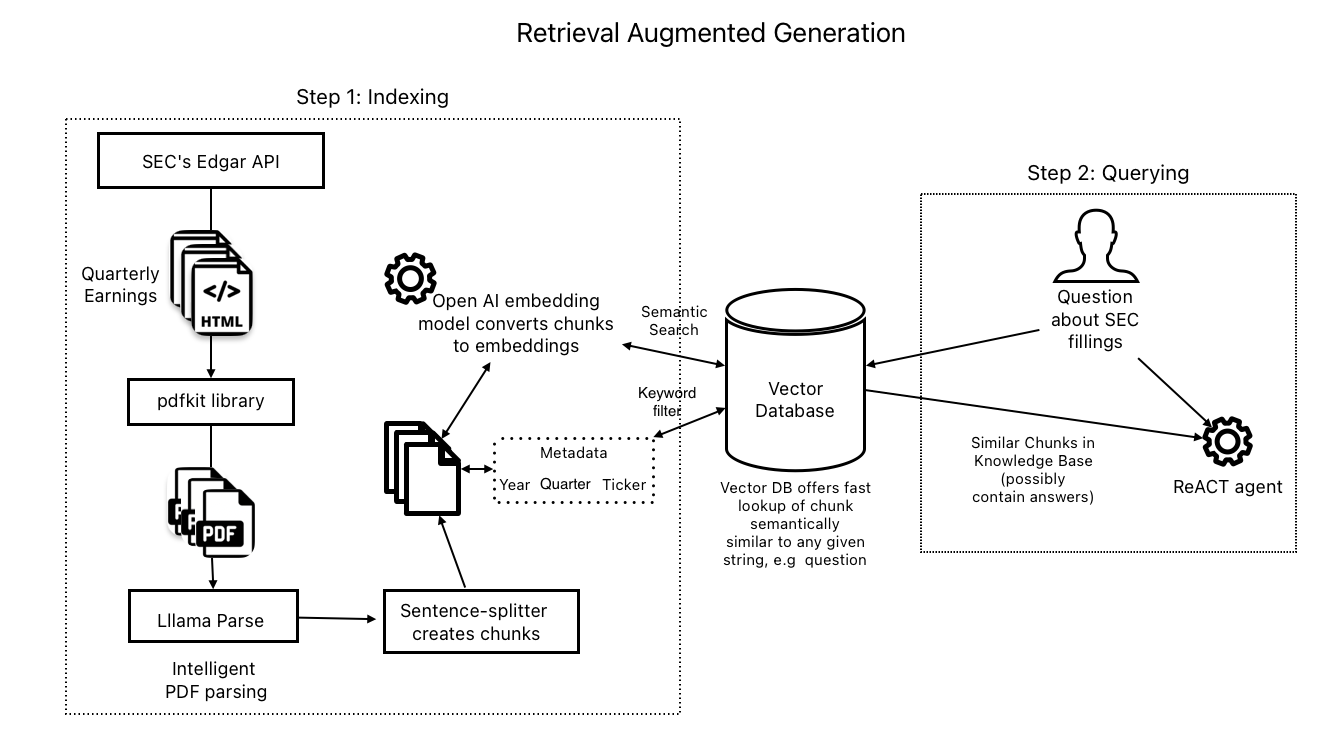 Retrieval Augmented Generation
Step 1: Indexing
SEC's Edgar API
Quarterly
Earnings
</>
HTML
pdfkit library
PDF
Lllama Parse
Intelligent
PDF parsing
Sentence-splitter
creates chunks
Open AI embedding
model converts chunks
to embeddings
Metadata
Year Quarter Ticker
Semantic
Search
Keyword
filter
Vector
Database
Vector DB offers fast
lookup of chunk
semantically
similar to any given
string, e.g question
Step 2: Querying
Question
about SEC
fillings
Similar Chunks in
Knowledge Base
(possibly
contain answers)
ReACT agent